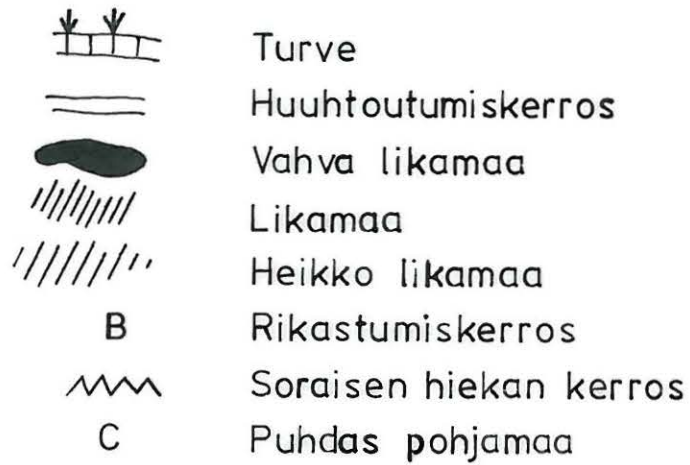 Turve
Huuhtoutumiskerros
Vahva likamaa
Likamaa
Heikko likamaa
B Rikastumiskerros
Soraisen hiekan kerros
C Puhdas pohjamaa